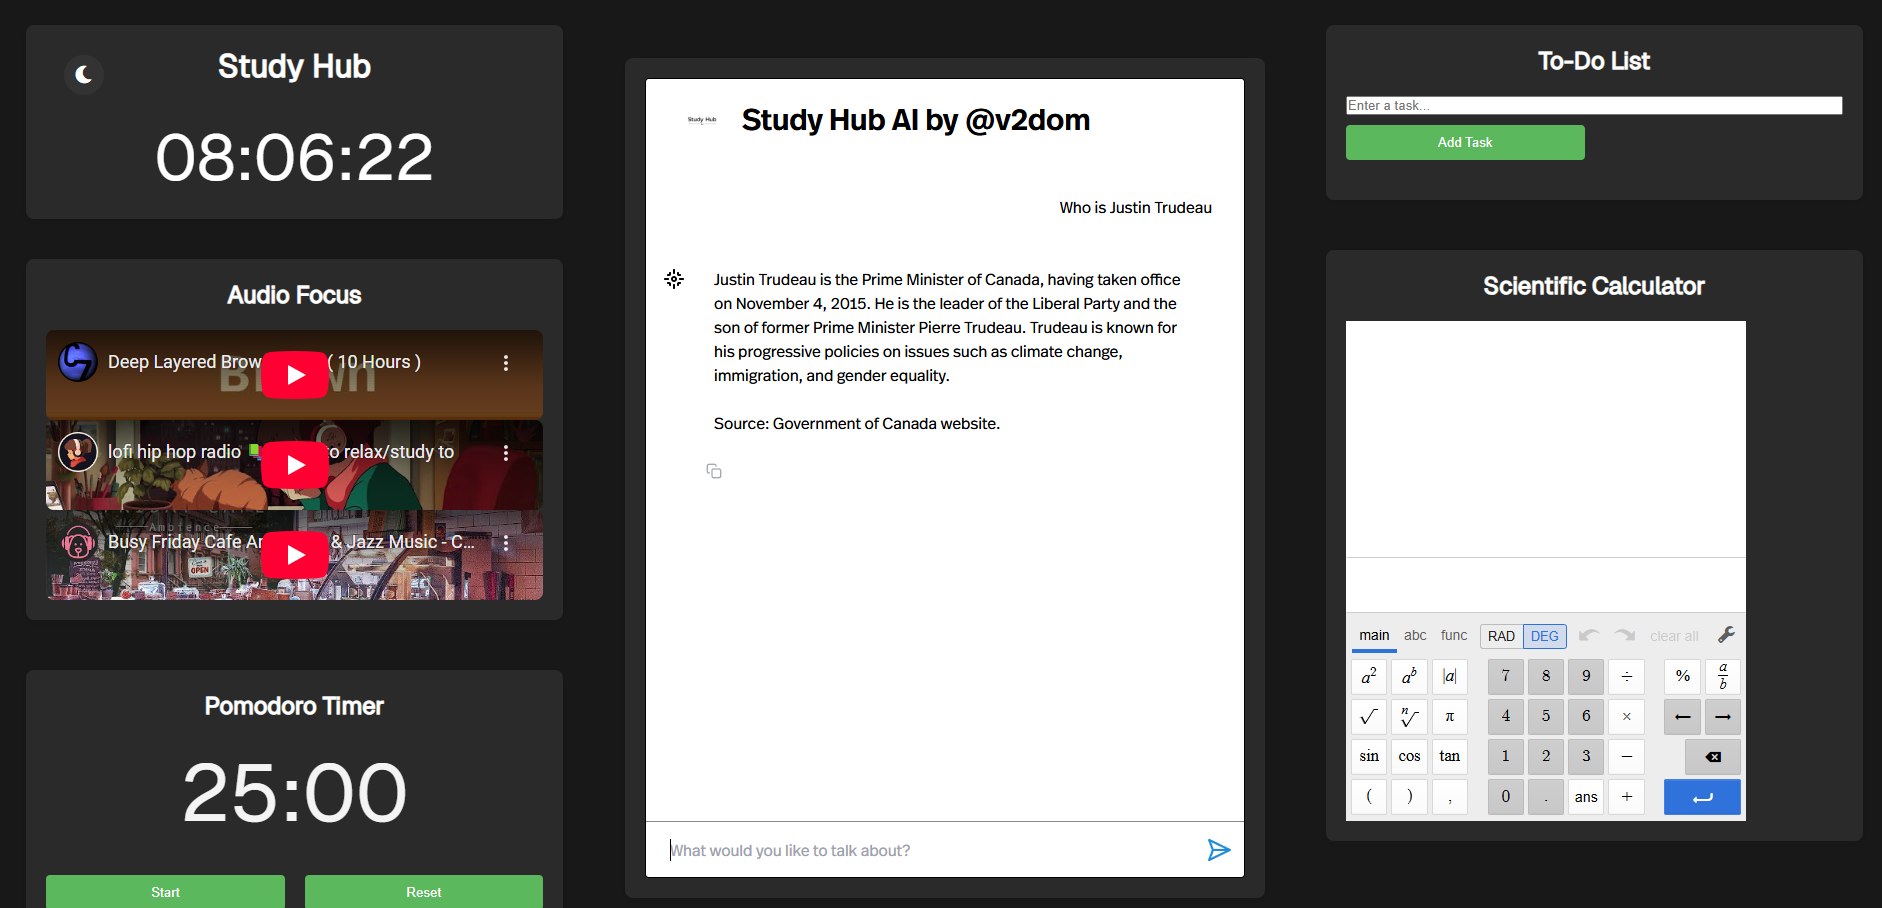 Study Hub
08:06:22
Audio Focus
Deep Layered Brow ( 10 Hours )
lofi hip hop radio o relax/study to
Ambience
Busy Friday Cafe Am & Jazz Music - C...
OPEN
Pomodoro Timer
25:00
Start Reset
Study Hub
Study Hub AI by @v2dom
Who is Justin Trudeau
Justin Trudeau is the Prime Minister of Canada, having taken office
on November 4, 2015. He is the leader of the Liberal Party and the
son of former Prime Minister Pierre Trudeau. Trudeau is known for
his progressive policies on issues such as climate change,
immigration, and gender equality.
Source: Government of Canada website.
What would you like to talk about?
To-Do List
Enter a task...
Add Task
Scientific Calculator
main abc func RAD DEG clear all
a² aᵇ |a| 7 8 9 ÷ % a/b
√ ⁿ√ π 4 5 6 × ← →
sin cos tan 1 2 3 −
( ) , 0 . ans +